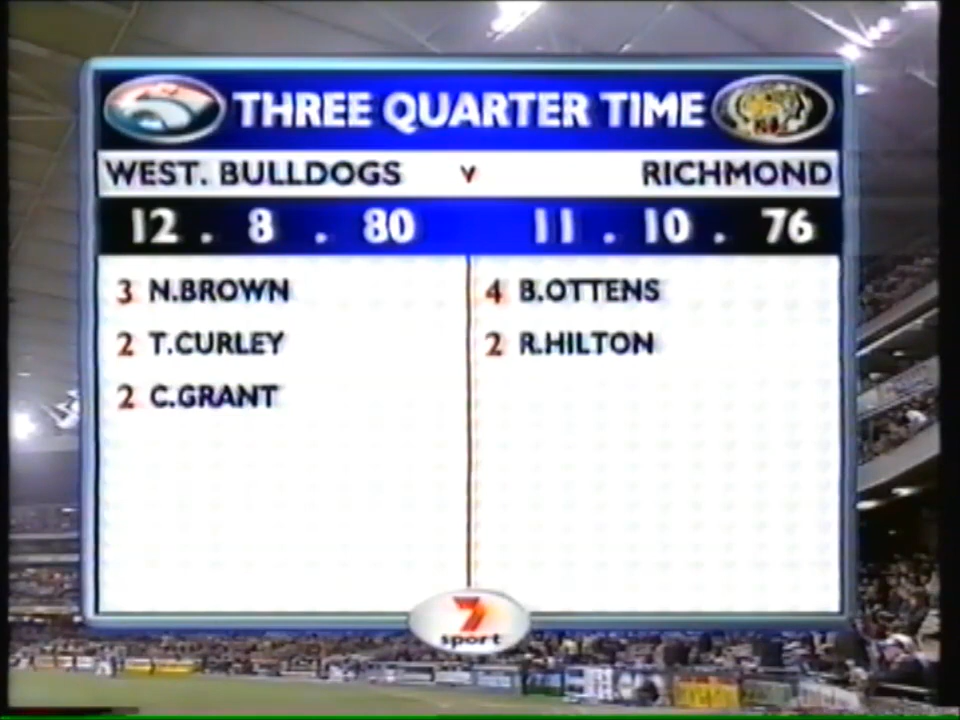 THREE QUARTER TIME
WEST. BULLDOGS v RICHMOND
12 . 8 . 80 11 . 10 . 76
3 N.BROWN
2 T.CURLEY
2 C.GRANT
4 B.OTTENS
2 R.HILTON
7
sport